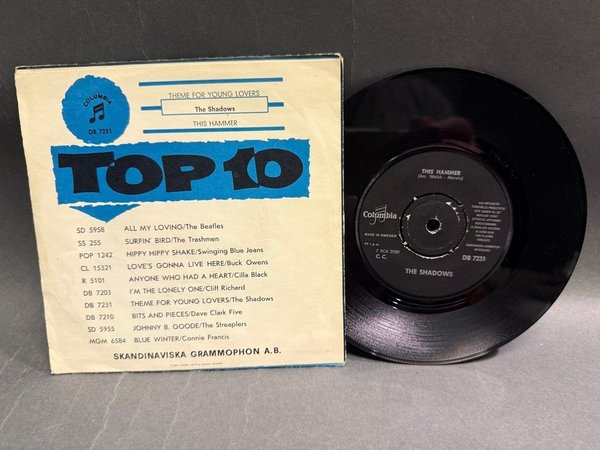 COLUMBIA
DB 7231
THEME FOR YOUNG LOVERS
The Shadows
THIS HAMMER
TOP 10
SD 5958 ALL MY LOVING/The Beatles
SS 255 SURFIN' BIRD/The Trashmen
POP 1242 HIPPY HIPPY SHAKE/Swinging Blue Jeans
CL 15321 LOVE'S GONNA LIVE HERE/Buck Owens
R 5101 ANYONE WHO HAD A HEART/Cilla Black
DB 7203 I'M THE LONELY ONE/Cliff Richard
DB 7231 THEME FOR YOUNG LOVERS/The Shadows
DB 7210 BITS AND PIECES/Dave Clark Five
SD 5955 JOHNNY B. GOODE/The Streaplers
MGM 6584 BLUE WINTER/Connie Francis
SKANDINAVISKA GRAMMOPHON A.B.
THIS HAMMER
(Arr. Welch - Marvin)
Columbia
MADE IN SWEDEN
C. C.
DB 7231
THE SHADOWS